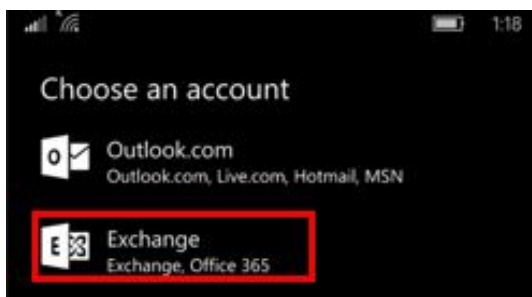 1:18
Choose an account
Outlook.com
Outlook.com, Live.com, Hotmail, MSN
Exchange
Exchange, Office 365